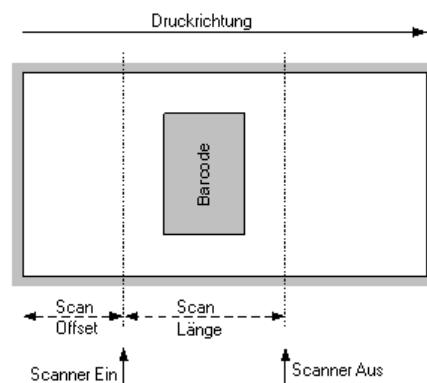 Druckrichtung
Barcode
Scan
Offset
Scan
Länge
Scanner Ein
Scanner Aus